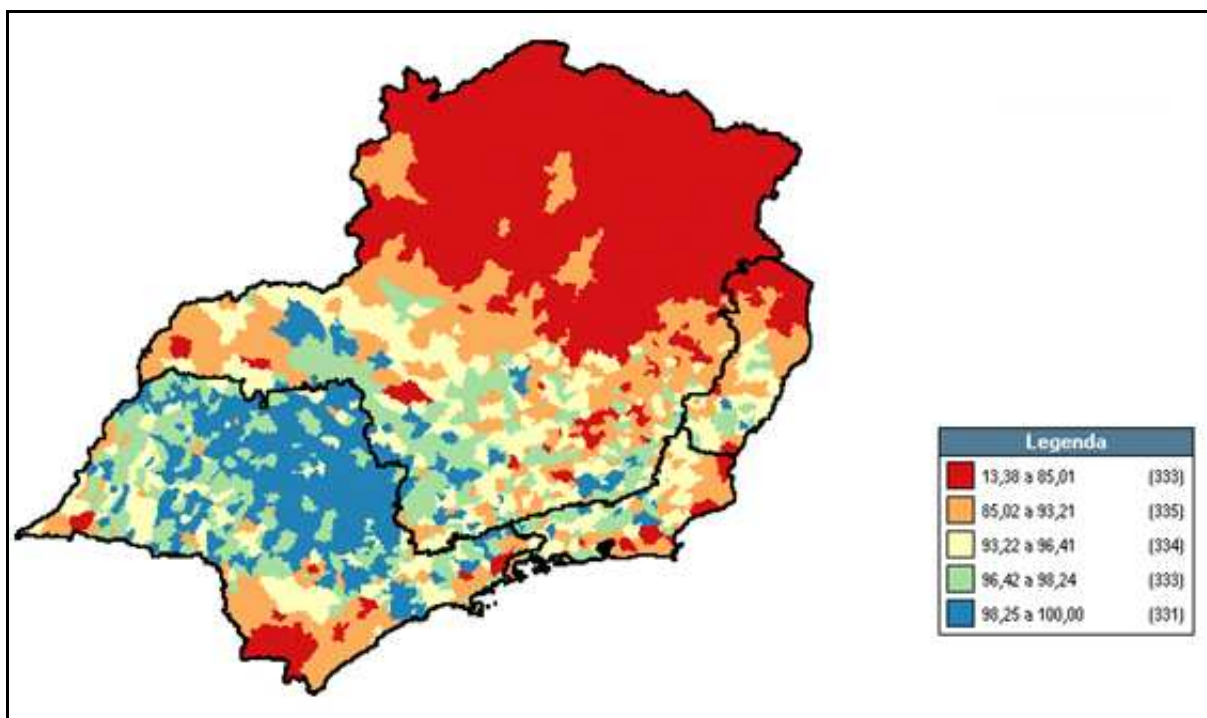 Legenda
13,38 a 85,01 (333)
85,02 a 93,21 (335)
93,22 a 96,41 (334)
96,42 a 98,24 (333)
98,25 a 100,00 (331)